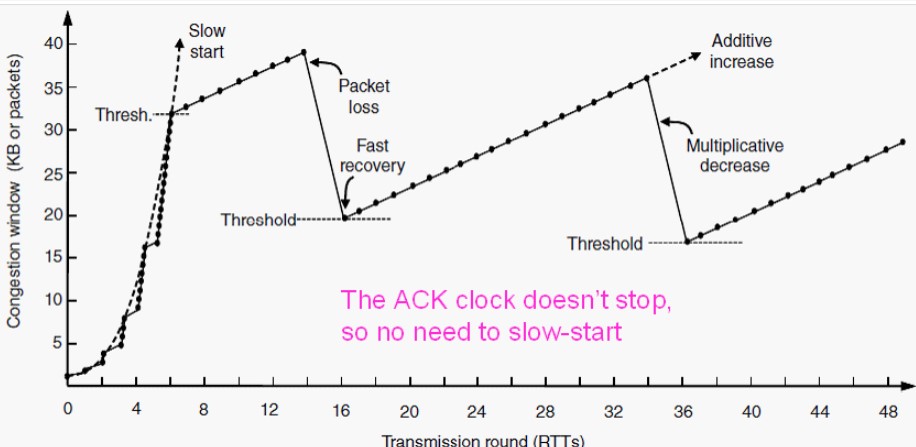 Slow
start
40
Additive
increase
35
Packet
loss
Thresh.
30
Fast
recovery
Multiplicative
decrease
25
20
Threshold
Threshold
15
10
The ACK clock doesn't stop,
so no need to slow-start
5
0 4 8 12 16 20 24 28 32 36 40 44 48
Transmission round (RTTs)
Congestion window (KB or packets)